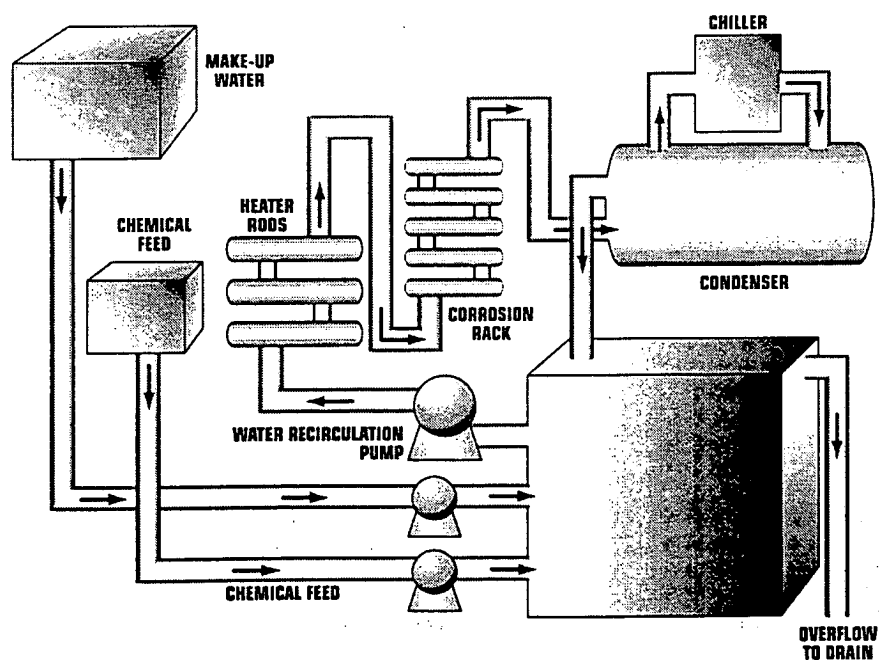 CHILLER
MAKE-UP
WATER
HEATER
RODS
CHEMICAL
FEED
CONDENSER
CORROSION
RACK
WATER RECIRCULATION
PUMP
CHEMICAL FEED
OVERFLOW
TO DRAIN